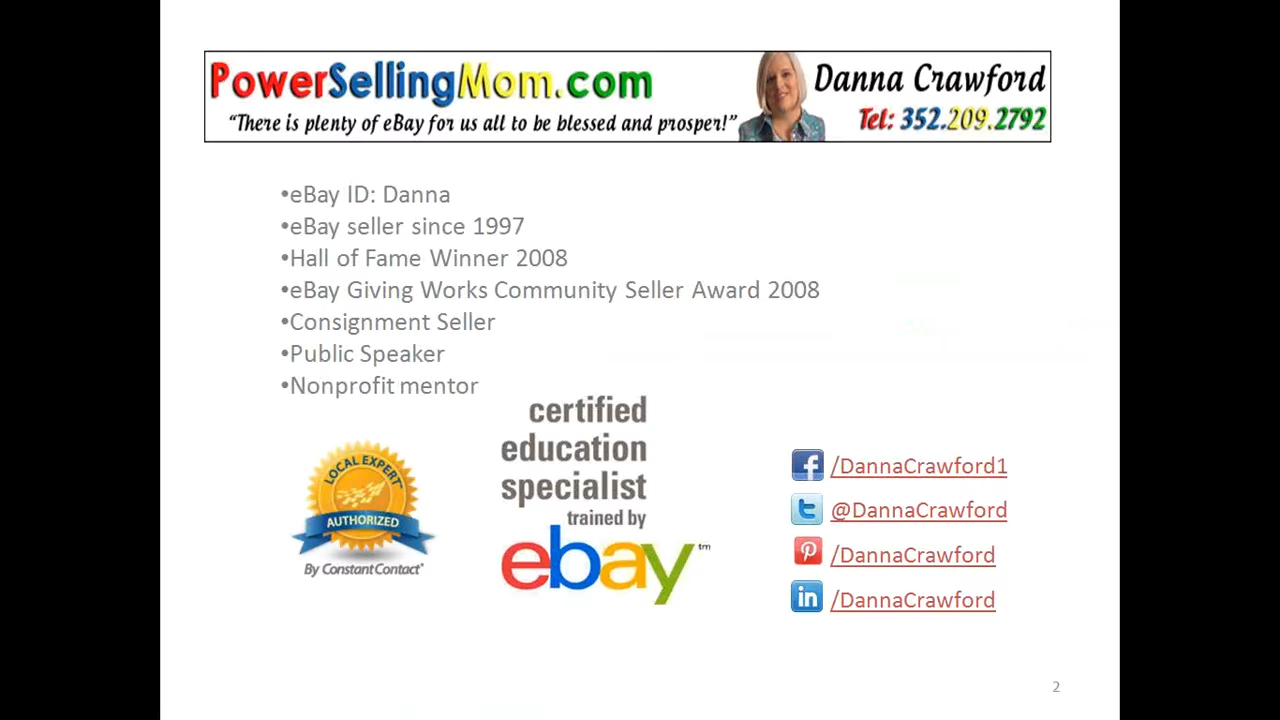 PowerSellingMom.com
"There is plenty of eBay for us all to be blessed and prosper!"
Danna Crawford
Tel: 352.209.2792
•eBay ID: Danna
•eBay seller since 1997
•Hall of Fame Winner 2008
•eBay Giving Works Community Seller Award 2008
•Consignment Seller
•Public Speaker
•Nonprofit mentor
LOCAL EXPERT
AUTHORIZED
By Constant Contact®
certified
education
specialist
trained by
ebay™
/DannaCrawford1
@DannaCrawford
/DannaCrawford
/DannaCrawford
2